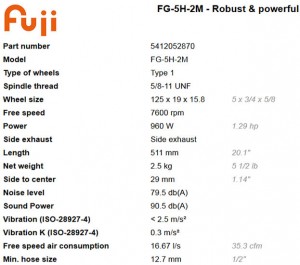 Fuji
FG-5H-2M - Robust & powerful
Part number 5412052870
Model FG-5H-2M
Type of wheels Type 1
Spindle thread 5/8-11 UNF
Wheel size 125 x 19 x 15.8 5 x 3/4 x 5/8
Free speed 7600 rpm
Power 960 W 1.29 hp
Side exhaust Side exhaust
Length 511 mm 20.1"
Net weight 2.5 kg 5 1/2 lb
Side to center 29 mm 1.14"
Noise level 79.5 db(A)
Sound Power 90.5 db(A)
Vibration (ISO-28927-4) < 2.5 m/s²
Vibration K (ISO-28927-4) 0.3 m/s²
Free speed air consumption 16.67 l/s 35.3 cfm
Min. hose size 12.7 mm 1/2"